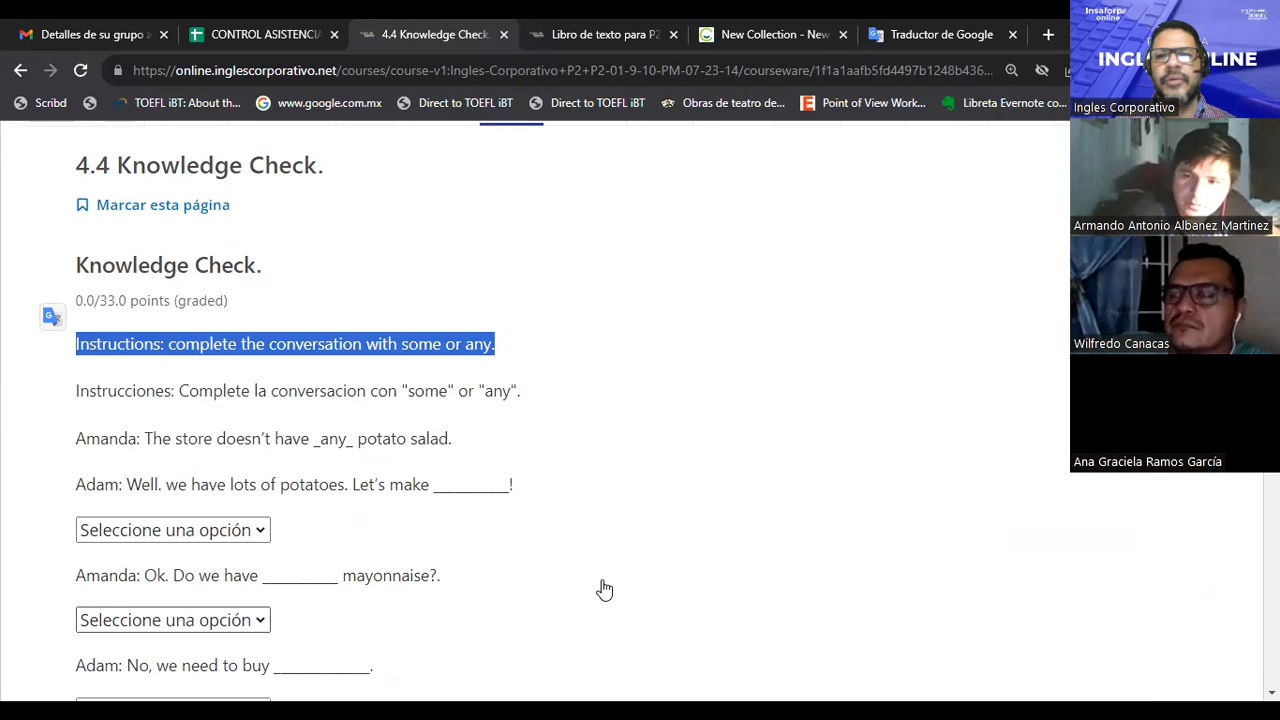 Detalles de su grupo a
CONTROL ASISTENCIA
4.4 Knowledge Check.
Libro de texto para P2
New Collection - New
Traductor de Google
https://online.inglescorporativo.net/courses/course-v1:Ingles-Corporativo+P2+P2-01-9-10-PM-07-23-14/courseware/1f1a1aafb5fd4497b1248b436...
Scribd
TOEFL iBT: About th...
www.google.com.mx
Direct to TOEFL iBT
Direct to TOEFL iBT
Obras de teatro de...
Point of View Work...
Libreta Evernote co...
4.4 Knowledge Check.
Marcar esta página
Knowledge Check.
0.0/33.0 points (graded)
Instructions: complete the conversation with some or any.
Instrucciones: Complete la conversacion con "some" or "any".
Amanda: The store doesn't have _any_ potato salad.
Adam: Well. we have lots of potatoes. Let's make __________!
Seleccione una opción
Amanda: Ok. Do we have __________ mayonnaise?.
Seleccione una opción
Adam: No, we need to buy _____________.
Insaforp
online
INGL
LINE
Ingles Corporativo
Armando Antonio Albanez Martinez
Wilfredo Canacas
Ana Graciela Ramos García